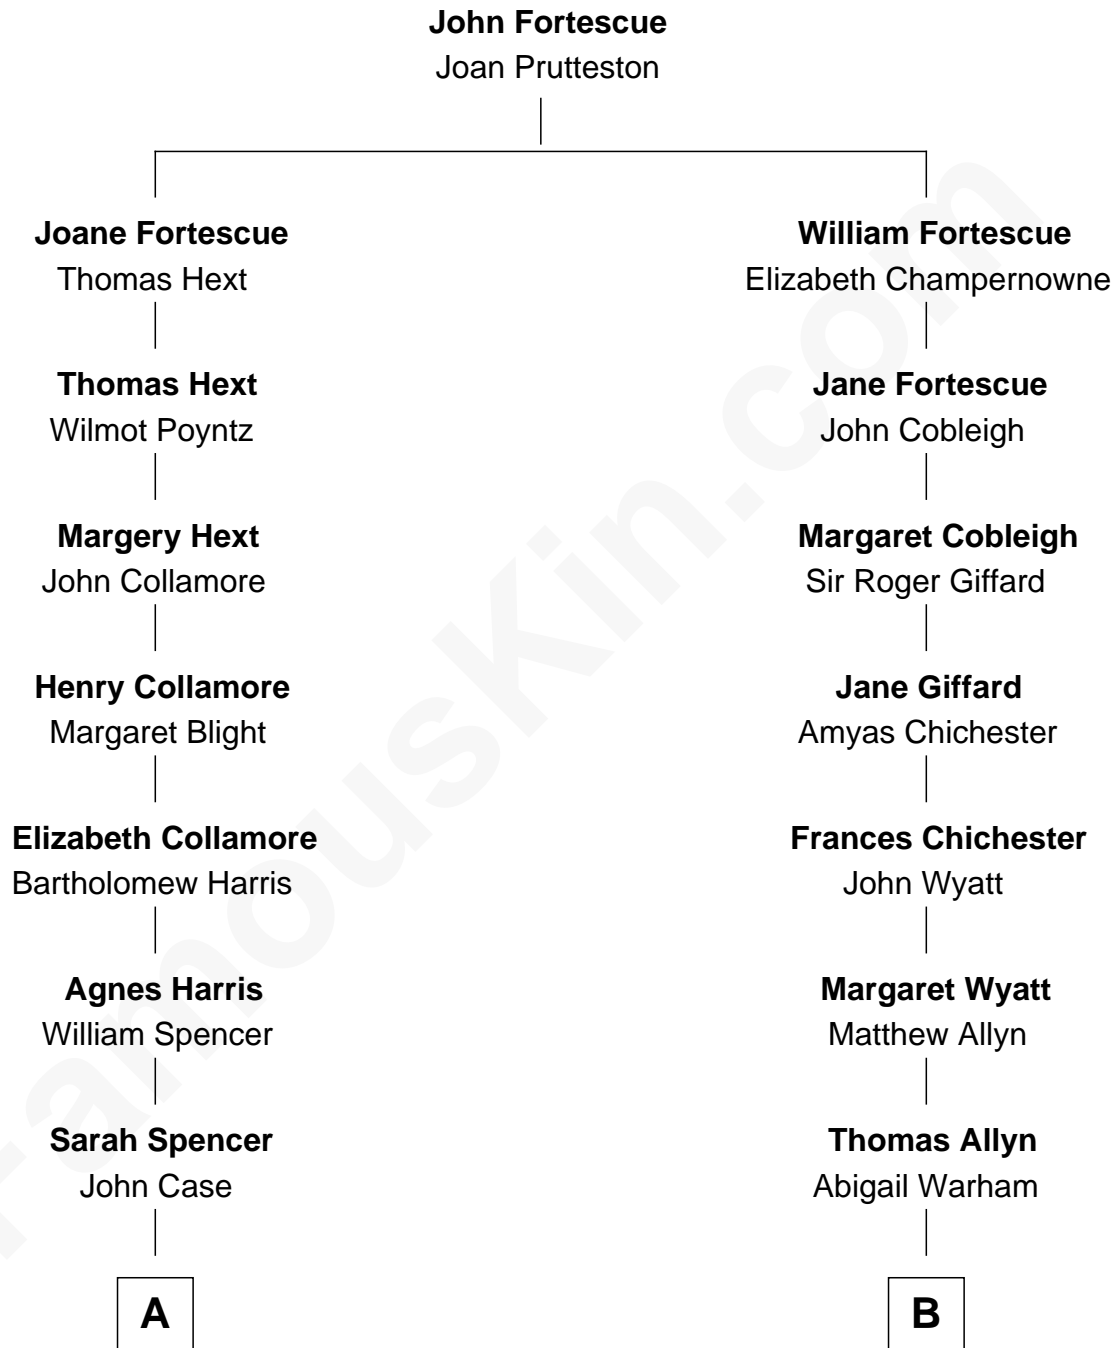 John Fortescue
Joan Prutteston
Joane Fortescue
Thomas Hext
William Fortescue
Elizabeth Champernowne
Thomas Hext
Wilmot Poyntz
Jane Fortescue
John Cobleigh
Margery Hext
John Collamore
Margaret Cobleigh
Sir Roger Giffard
Henry Collamore
Margaret Blight
Jane Giffard
Amyas Chichester
Elizabeth Collamore
Bartholomew Harris
Frances Chichester
John Wyatt
Agnes Harris
William Spencer
Margaret Wyatt
Matthew Allyn
Sarah Spencer
John Case
Thomas Allyn
Abigail Warham
A
B
FamousKin.com